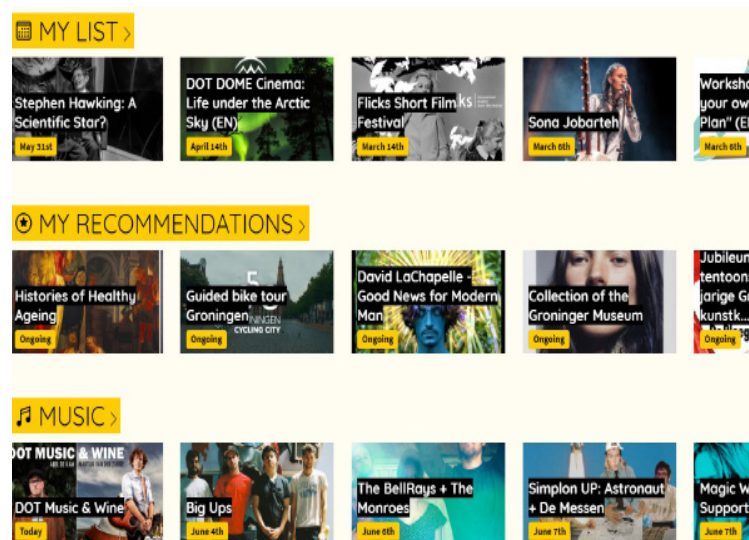 MY LIST >
Stephen Hawking: A
Scientific Star?
May 31st
DOT DOME Cinema:
Life under the Arctic
Sky (EN)
April 14th
Flicks Short Film
Festival
March 14th
Sona Jobarteh
March 6th
Worksho
your ow
Plan" (E
March 6th
MY RECOMMENDATIONS >
Histories of Healthy
Ageing
Ongoing
Guided bike tour
Groningen
NINGEN
CYCLING CITY
Ongoing
David LaChapelle -
Good News for Modern
Man
Ongoing
Collection of the
Groninger Museum
Ongoing
Jubileum
tentoon
jarige G
kunstk...
Ongoing
MUSIC >
DOT MUSIC & WINE
DOT Music & Wine
Today
Big Ups
June 4th
The BellRays + The
Monroes
June 6th
Simplon UP: Astronaut
+ De Messen
June 7th
Magic W
Support
June 7th